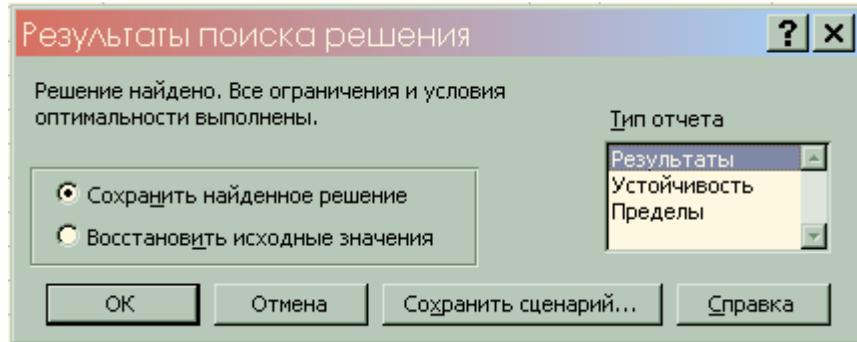 Результаты поиска решения
Решение найдено. Все ограничения и условия
оптимальности выполнены.
Тип отчета
Результаты
Устойчивость
Пределы
Сохранить найденное решение
Восстановить исходные значения
ОК
Отмена
Сохранить сценарий...
Справка